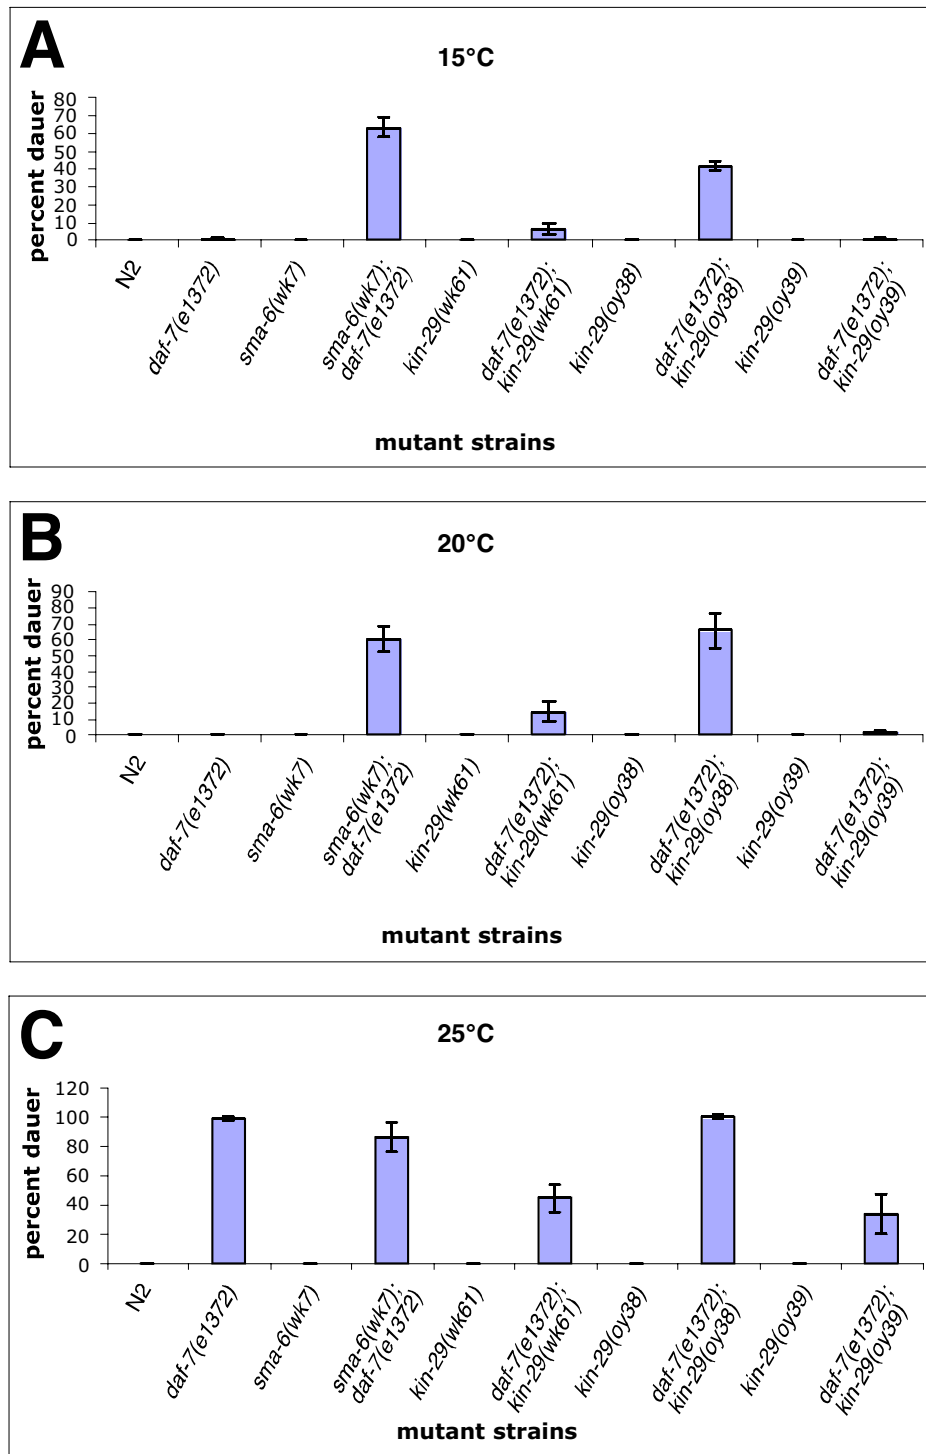 A
15°C
percent dauer
80
70
60
50
40
30
20
10
0
N2
daf-7(e1372)
sma-6(wk7)
sma-6(wk7);
daf-7(e1372)
kin-29(wk61)
daf-7(e1372);
kin-29(wk61)
kin-29(oy38)
daf-7(e1372);
kin-29(oy38)
kin-29(oy39)
daf-7(e1372);
kin-29(oy39)
mutant strains
B
20°C
percent dauer
90
80
70
60
50
40
30
20
10
0
N2
daf-7(e1372)
sma-6(wk7)
sma-6(wk7);
daf-7(e1372)
kin-29(wk61)
daf-7(e1372);
kin-29(wk61)
kin-29(oy38)
daf-7(e1372);
kin-29(oy38)
kin-29(oy39)
daf-7(e1372);
kin-29(oy39)
mutant strains
C
25°C
percent dauer
120
100
80
60
40
20
0
N2
daf-7(e1372)
sma-6(wk7)
sma-6(wk7);
daf-7(e1372)
kin-29(wk61)
daf-7(e1372);
kin-29(wk61)
kin-29(oy38)
daf-7(e1372);
kin-29(oy38)
kin-29(oy39)
daf-7(e1372);
kin-29(oy39)
mutant strains